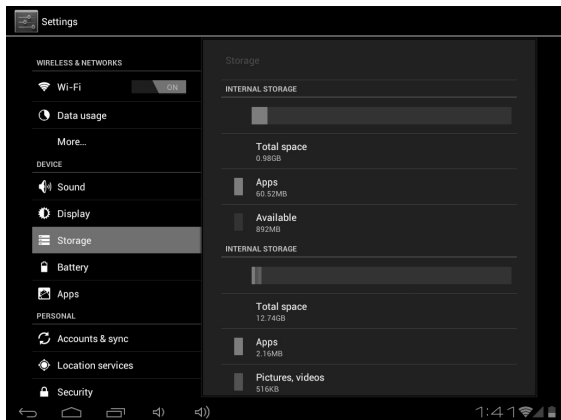 Settings
WIRELESS & NETWORKS
Wi-Fi
ON
Data usage
More...
DEVICE
Sound
Display
Storage
Battery
Apps
PERSONAL
Accounts & sync
Location services
Security
Storage
INTERNAL STORAGE
Total space
0.98GB
Apps
60.52MB
Available
892MB
INTERNAL STORAGE
Total space
12.74GB
Apps
2.16MB
Pictures, videos
516KB
1:41